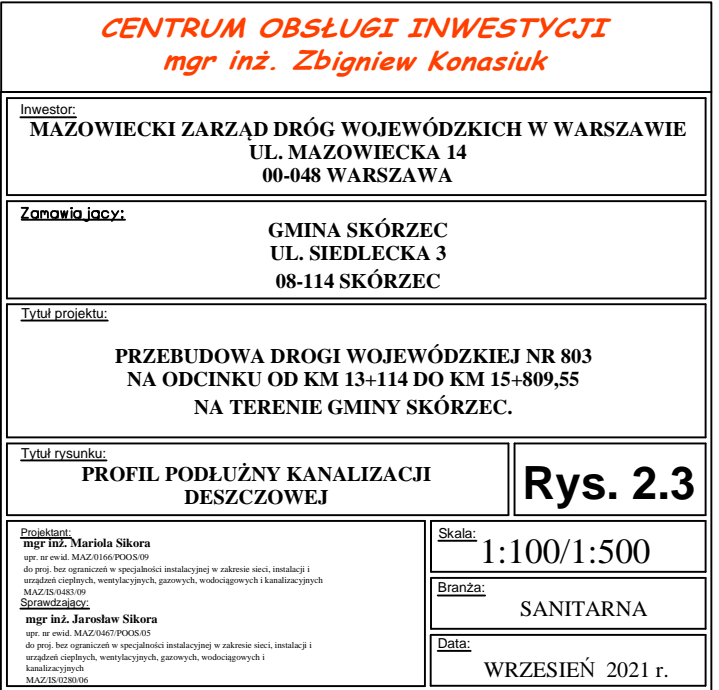 CENTRUM OBSŁUGI INWESTYCJI
mgr inż. Zbigniew Konasiuk
Inwestor:
MAZOWIECKI ZARZĄD DRÓG WOJEWÓDZKICH W WARSZAWIE
UL. MAZOWIECKA 14
00-048 WARSZAWA
Zamawiajacy:
GMINA SKÓRZEC
UL. SIEDLECKA 3
08-114 SKÓRZEC
Tytuł projektu:
PRZEBUDOWA DROGI WOJEWÓDZKIEJ NR 803
NA ODCINKU OD KM 13+114 DO KM 15+809,55
NA TERENIE GMINY SKÓRZEC.
Tytuł rysunku:
PROFIL PODŁUŻNY KANALIZACJI
DESZCZOWEJ
Rys. 2.3
Projektant:
mgr inż. Mariola Sikora
upr. nr ewid. MAZ/0166/POOS/09
do proj. bez ograniczeń w specjalności instalacyjnej w zakresie sieci, instalacji i
urządzeń cieplnych, wentylacyjnych, gazowych, wodociągowych i kanalizacyjnych
MAZ/IS/0483/09
Sprawdzający:
mgr inż. Jarosław Sikora
upr. nr ewid. MAZ/0467/POOS/05
do proj. bez ograniczeń w specjalności instalacyjnej w zakresie sieci, instalacji i
urządzeń cieplnych, wentylacyjnych, gazowych, wodociągowych i
kanalizacyjnych
MAZ/IS/0280/06
Skala:
1:100/1:500
Branża:
SANITARNA
Data:
WRZESIEŃ 2021 r.